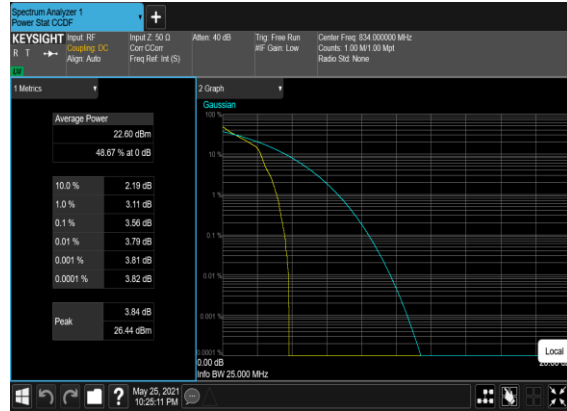 Spectrum Analyzer 1
Power Stat CCDF
KEYSIGHT
R T
LXI
Input: RF
Coupling: DC
Align: Auto
Input Z: 50 Ω
Corr CCorr
Freq Ref: Int (S)
Atten: 40 dB
Trig: Free Run
#IF Gain: Low
Center Freq: 834.000000 MHz
Counts: 1.00 M/1.00 Mpt
Radio Std: None
1 Metrics
Average Power
22.60 dBm
48.67 % at 0 dB
10.0 % 2.19 dB
1.0 % 3.11 dB
0.1 % 3.56 dB
0.01 % 3.79 dB
0.001 % 3.81 dB
0.0001 % 3.82 dB
Peak 3.84 dB
26.44 dBm
2 Graph
Gaussian
100 %
10 %
1 %
0.1 %
0.01 %
0.001 %
0.0001 %
0.00 dB
Info BW 25.000 MHz
Local
?
May 25, 2021
10:25:11 PM